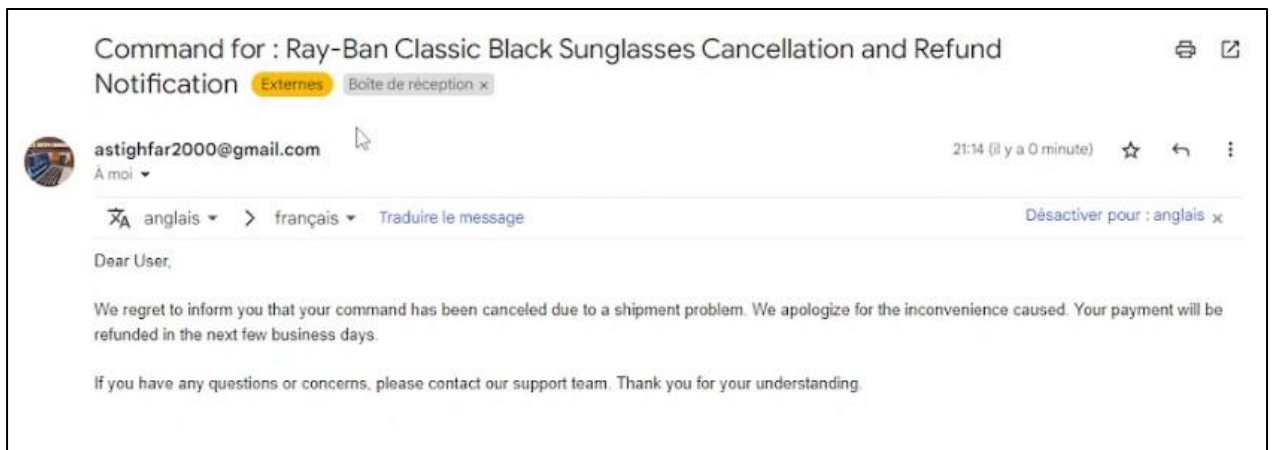 Command for : Ray-Ban Classic Black Sunglasses Cancellation and Refund
Notification Externes Boîte de réception ×
astighfar2000@gmail.com 21:14 (il y a 0 minute)
À moi
anglais > français Traduire le message Désactiver pour : anglais ×
Dear User,
We regret to inform you that your command has been canceled due to a shipment problem. We apologize for the inconvenience caused. Your payment will be
refunded in the next few business days.
If you have any questions or concerns, please contact our support team. Thank you for your understanding.